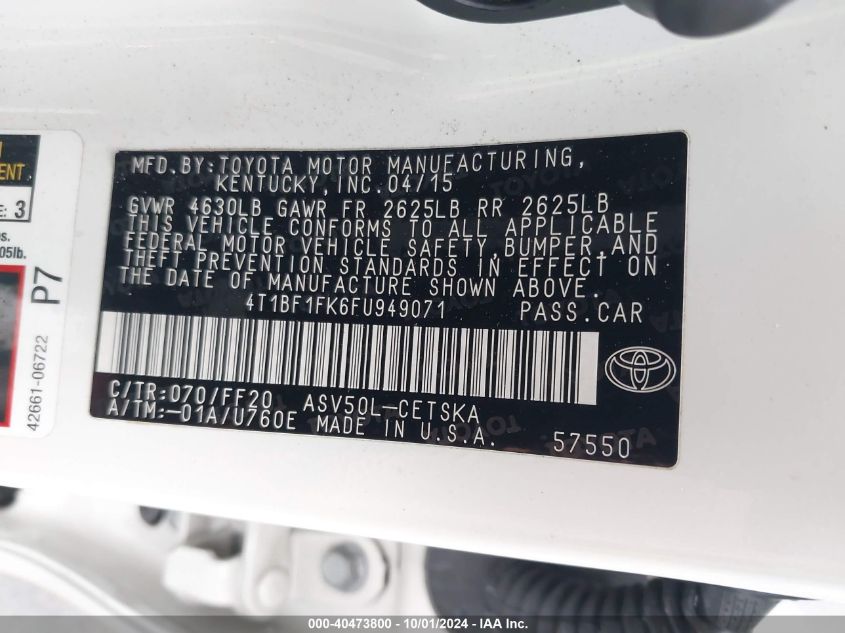 MFD.BY:TOYOTA MOTOR MANUFACTURING,
KENTUCKY,INC.04/15
GVWR 4630LB GAWR FR 2625LB RR 2625LB
THIS VEHICLE CONFORMS TO ALL APPLICABLE
FEDERAL MOTOR VEHICLE SAFETY,BUMPER,AND
THEFT PREVENTION STANDARDS IN EFFECT ON
THE DATE OF MANUFACTURE SHOWN ABOVE.
4T1BF1FK6FU949071 PASS.CAR
C/TR:070/FF20 ASV50L-CETSKA
A/TM:-01A/U760E MADE IN U.S.A. 57550
: 3
05lb.
P7
42661-06722
000-40473800 - 10/01/2024 - IAA Inc.